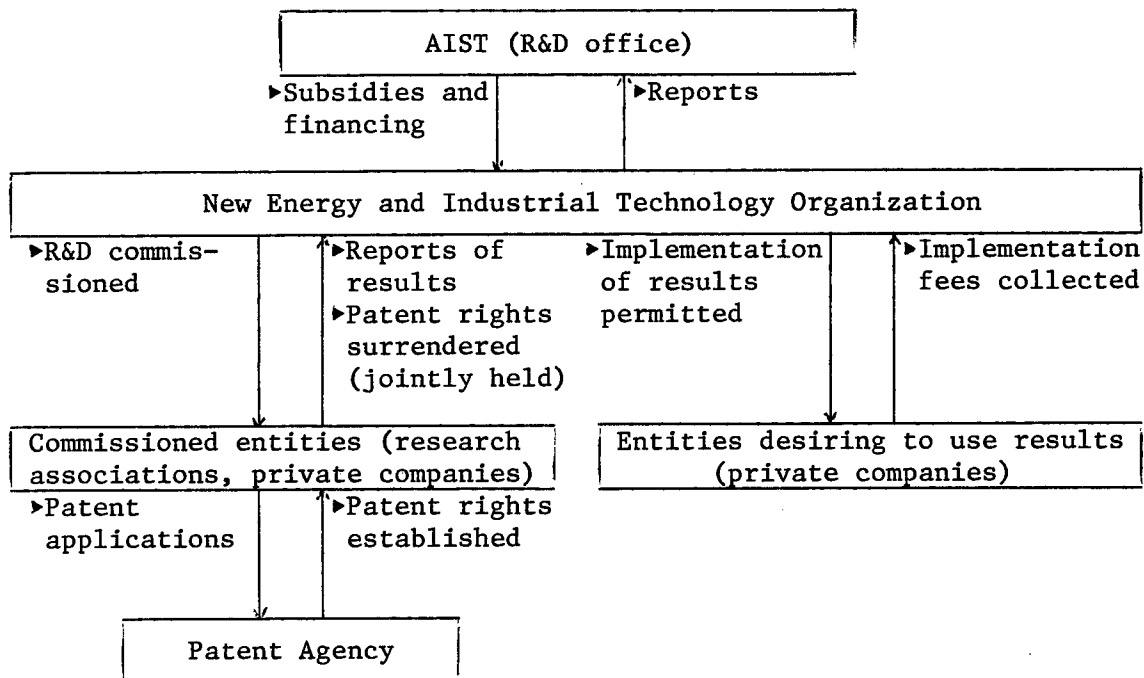 AIST (R&D office)
▶Subsidies and
financing
▶Reports
New Energy and Industrial Technology Organization
▶R&D commis-
sioned
▶Reports of
results
▶Patent rights
surrendered
(jointly held)
▶Implementation
of results
permitted
▶Implementation
fees collected
Commissioned entities (research
associations, private companies)
Entities desiring to use results
(private companies)
▶Patent
applications
▶Patent rights
established
Patent Agency